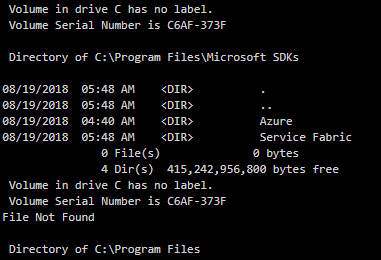 Volume in drive C has no label.
Volume Serial Number is C6AF-373F
Directory of C:\Program Files\Microsoft SDKs
08/19/2018 05:48 AM <DIR> .
08/19/2018 05:48 AM <DIR> ..
08/19/2018 04:40 AM <DIR> Azure
08/19/2018 05:48 AM <DIR> Service Fabric
0 File(s) 0 bytes
4 Dir(s) 415,242,956,800 bytes free
Volume in drive C has no label.
Volume Serial Number is C6AF-373F
File Not Found
Directory of C:\Program Files